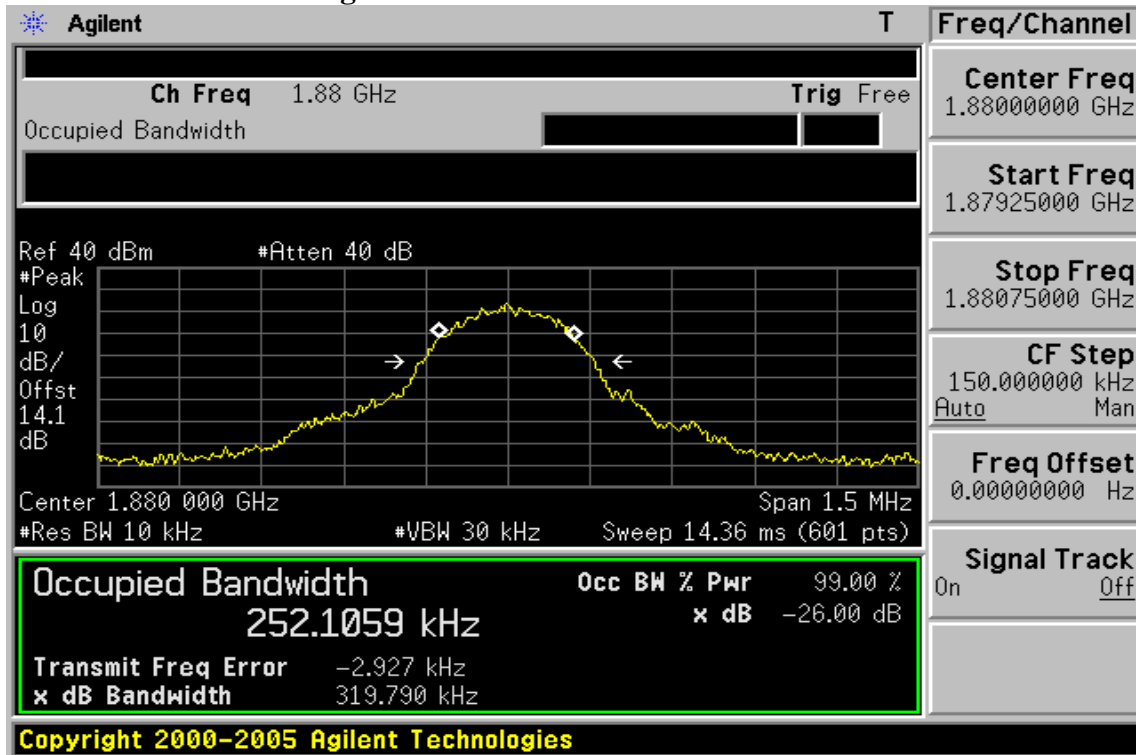 Agilent T Freq/Channel
Ch Freq 1.88 GHz Trig Free
Occupied Bandwidth
Center Freq
1.88000000 GHz
Start Freq
1.87925000 GHz
Stop Freq
1.88075000 GHz
CF Step
150.000000 kHz
Auto Man
Freq Offset
0.00000000 Hz
Signal Track
On Off
Ref 40 dBm #Atten 40 dB
#Peak
Log
10
dB/
Offst
14.1
dB
Center 1.880 000 GHz Span 1.5 MHz
#Res BW 10 kHz #VBW 30 kHz Sweep 14.36 ms (601 pts)
Occupied Bandwidth Occ BW % Pwr 99.00 %
252.1059 kHz x dB -26.00 dB
Transmit Freq Error -2.927 kHz
x dB Bandwidth 319.790 kHz
Copyright 2000-2005 Agilent Technologies